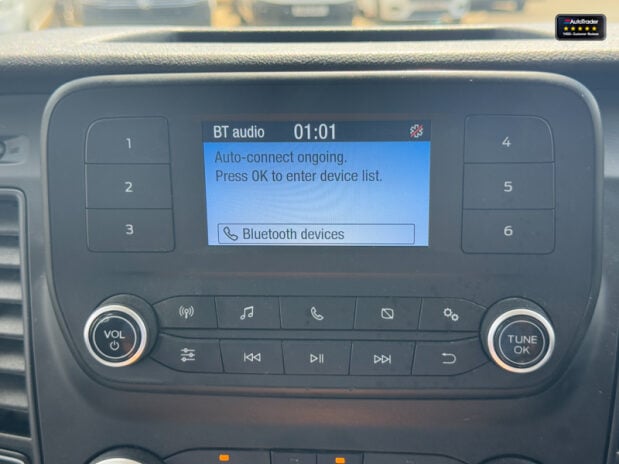 AutoTrader
BT audio 01:01
Auto-connect ongoing.
Press OK to enter device list.
Bluetooth devices
1
2
3
4
5
6
VOL
TUNE
OK